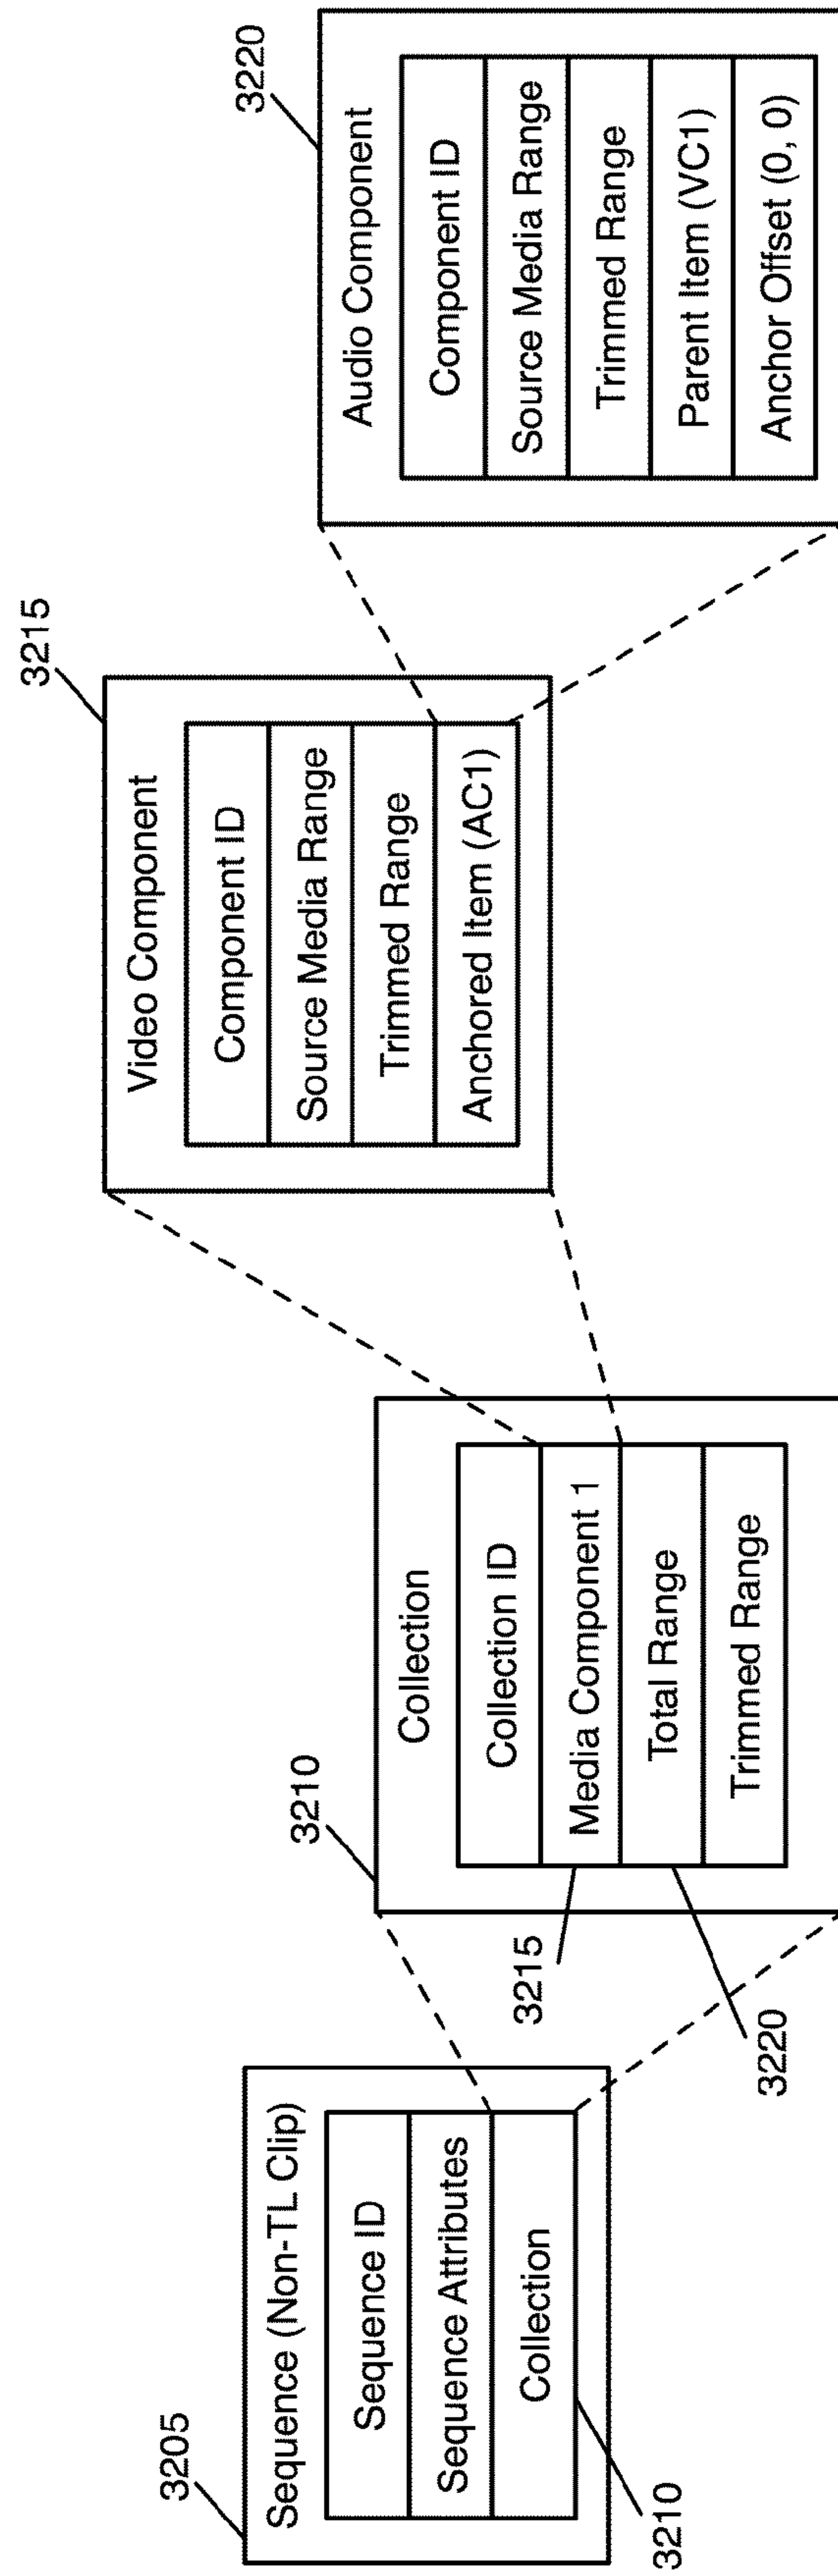 3205
Sequence (Non-TL Clip)
Sequence ID
Sequence Attributes
Collection
3210
3210
Collection
Collection ID
Media Component 1
Total Range
Trimmed Range
3215
3220
3215
Video Component
Component ID
Source Media Range
Trimmed Range
Anchored Item (AC1)
3220
Audio Component
Component ID
Source Media Range
Trimmed Range
Parent Item (VC1)
Anchor Offset (0, 0)